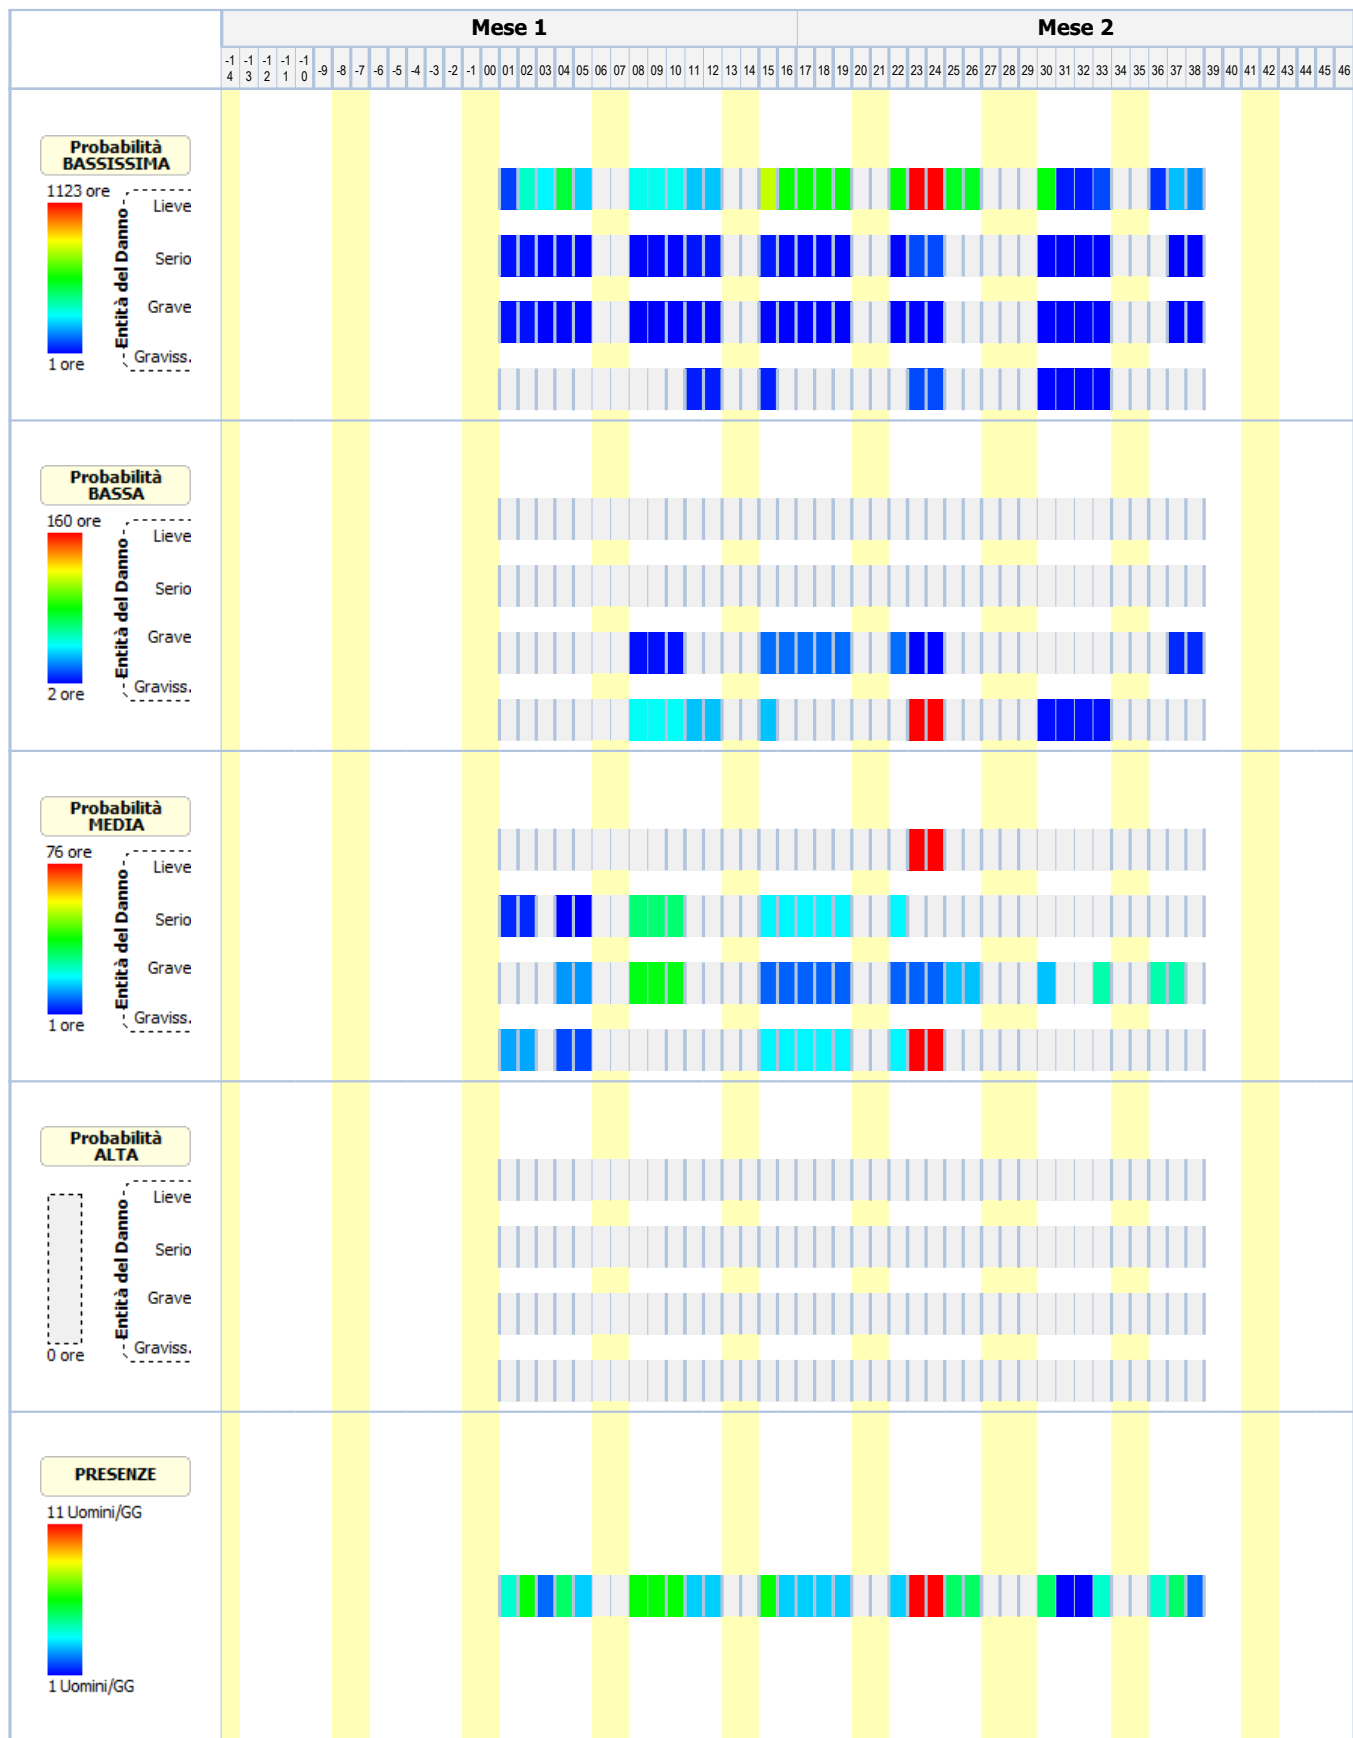 Mese 1 Mese 2
-14 -13 -12 -11 -10 -9 -8 -7 -6 -5 -4 -3 -2 -1 00 01 02 03 04 05 06 07 08 09 10 11 12 13 14 15 16 17 18 19 20 21 22 23 24 25 26 27 28 29 30 31 32 33 34 35 36 37 38 39 40 41 42 43 44 45 46
Probabilità
BASSISSIMA
1123 ore
Entità del Danno
Lieve
Serio
Grave
Graviss.
1 ore
Probabilità
BASSA
160 ore
Entità del Danno
Lieve
Serio
Grave
Graviss.
2 ore
Probabilità
MEDIA
76 ore
Entità del Danno
Lieve
Serio
Grave
Graviss.
1 ore
Probabilità
ALTA
Entità del Danno
Lieve
Serio
Grave
Graviss.
0 ore
PRESENZE
11 Uomini/GG
1 Uomini/GG